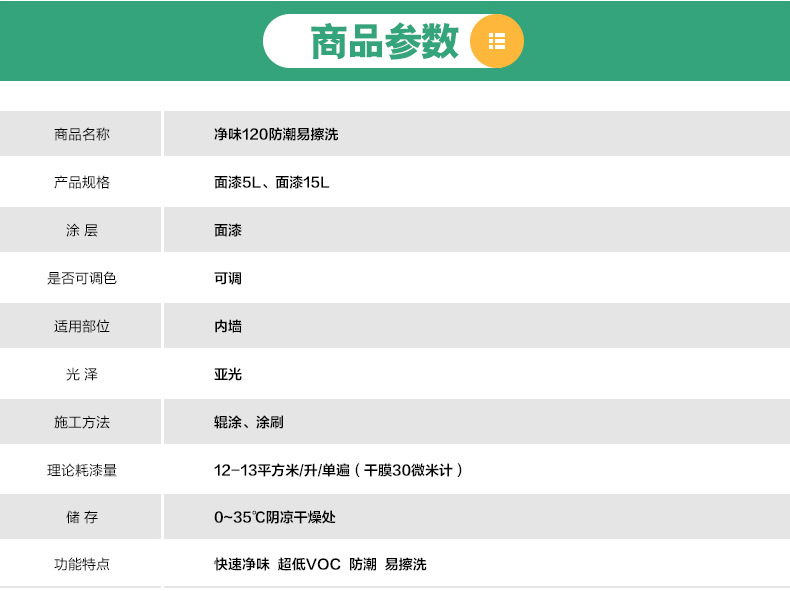 商品参数
商品名称 净味120防潮易擦洗
产品规格 面漆5L、面漆15L
涂 层 面漆
是否可调色 可调
适用部位 内墙
光 泽 亚光
施工方法 辊涂、涂刷
理论耗漆量 12-13平方米/升/单遍（干膜30微米计）
储 存 0~35℃阴凉干燥处
功能特点 快速净味 超低VOC 防潮 易擦洗